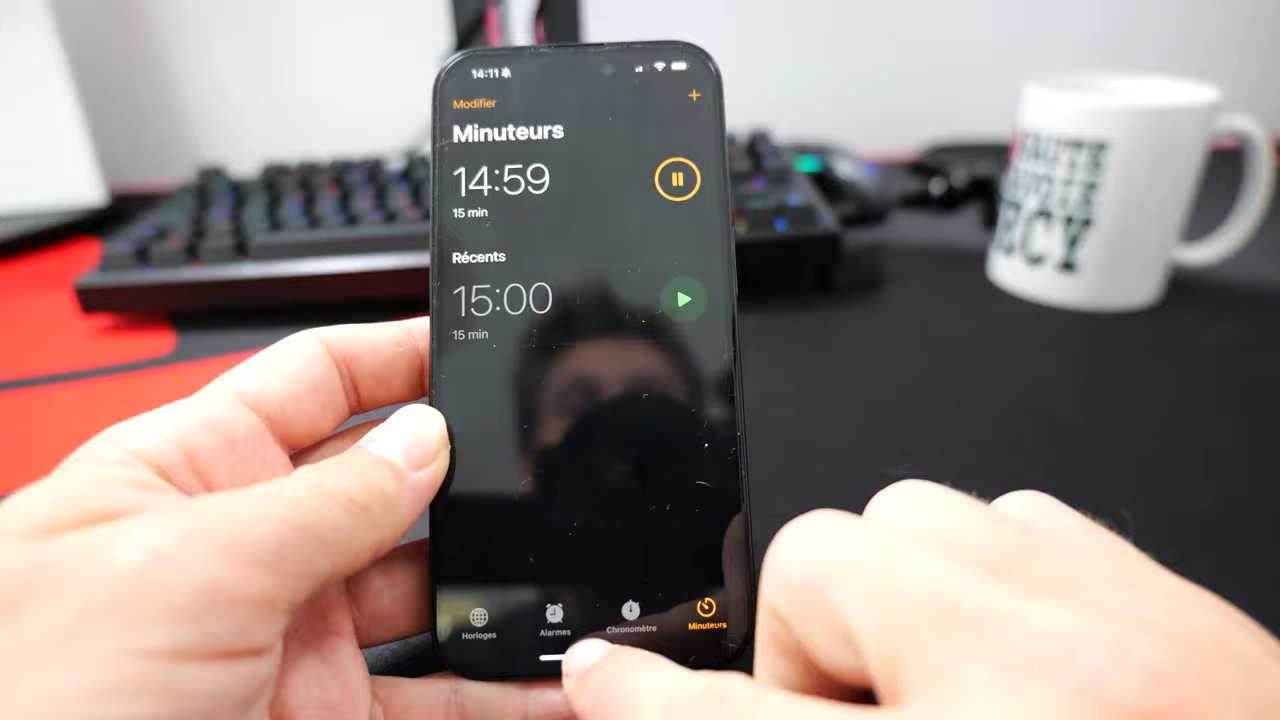 14:11
Modifier
+
Minuteurs
14:59
15 min
Récents
15:00
15 min
Horloges
Alarmes
Chronomètre
Minuteurs